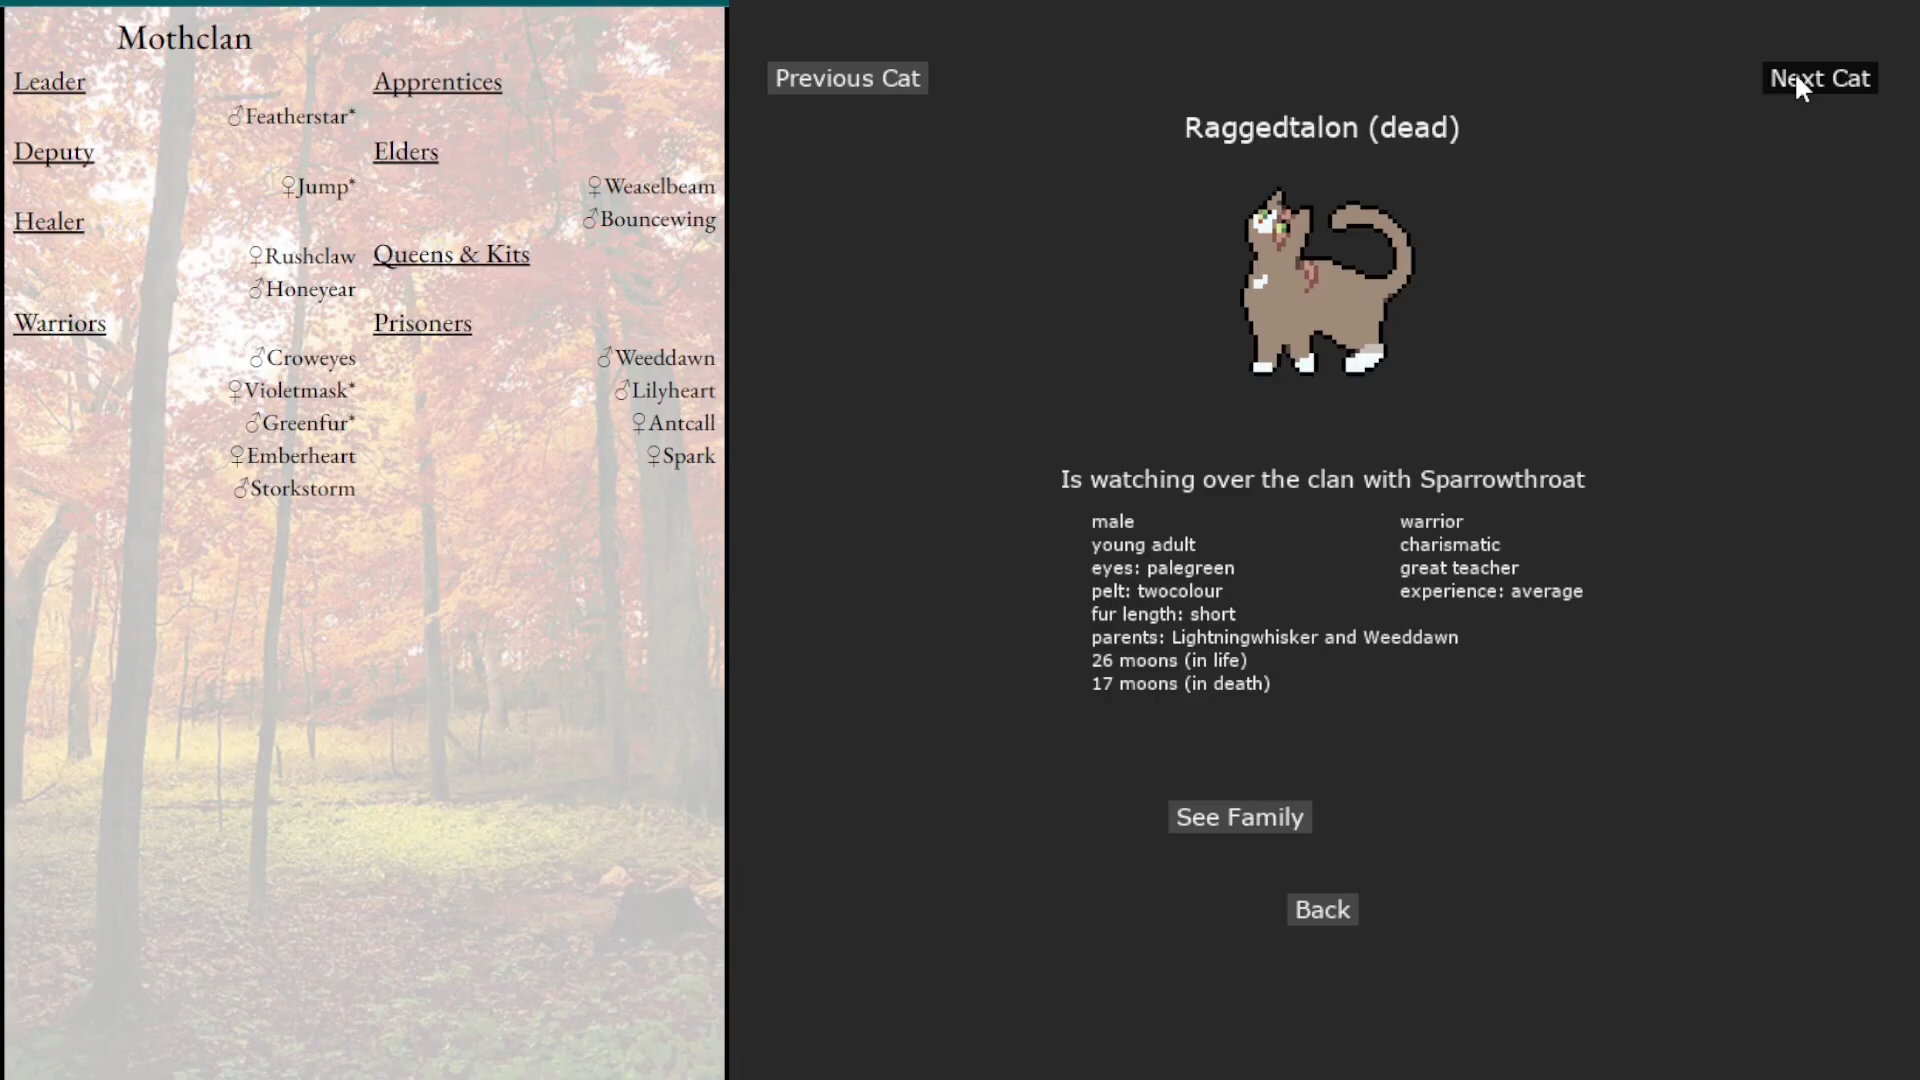 Mothclan
Leader
♂Featherstar*
Deputy
♀Jump*
Healer
♀Rushclaw
♂Honeyear
Warriors
♂Croweyes
♀Violetmask*
♂Greenfur*
♀Emberheart
♂Storkstorm
Apprentices
Elders
♀Weaselbeam
♂Bouncewing
Queens & Kits
Prisoners
♂Weeddawn
♂Lilyheart
♀Antcall
♀Spark
Previous Cat
Next Cat
Raggedtalon (dead)
Is watching over the clan with Sparrowthroat
male
young adult
eyes: palegreen
pelt: twocolour
fur length: short
parents: Lightningwhisker and Weeddawn
26 moons (in life)
17 moons (in death)
warrior
charismatic
great teacher
experience: average
See Family
Back